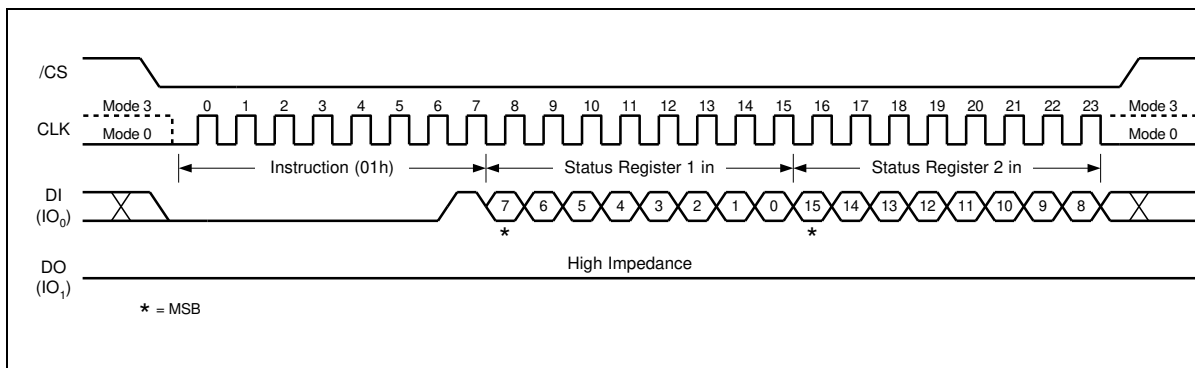 /CS
Mode 3 0 1 2 3 4 5 6 7 8 9 10 11 12 13 14 15 16 17 18 19 20 21 22 23 Mode 3
CLK Mode 0 Mode 0
Instruction (01h) Status Register 1 in Status Register 2 in
DI
(IO₀) 7 6 5 4 3 2 1 0 15 14 13 12 11 10 9 8
* *
DO High Impedance
(IO₁)
* = MSB